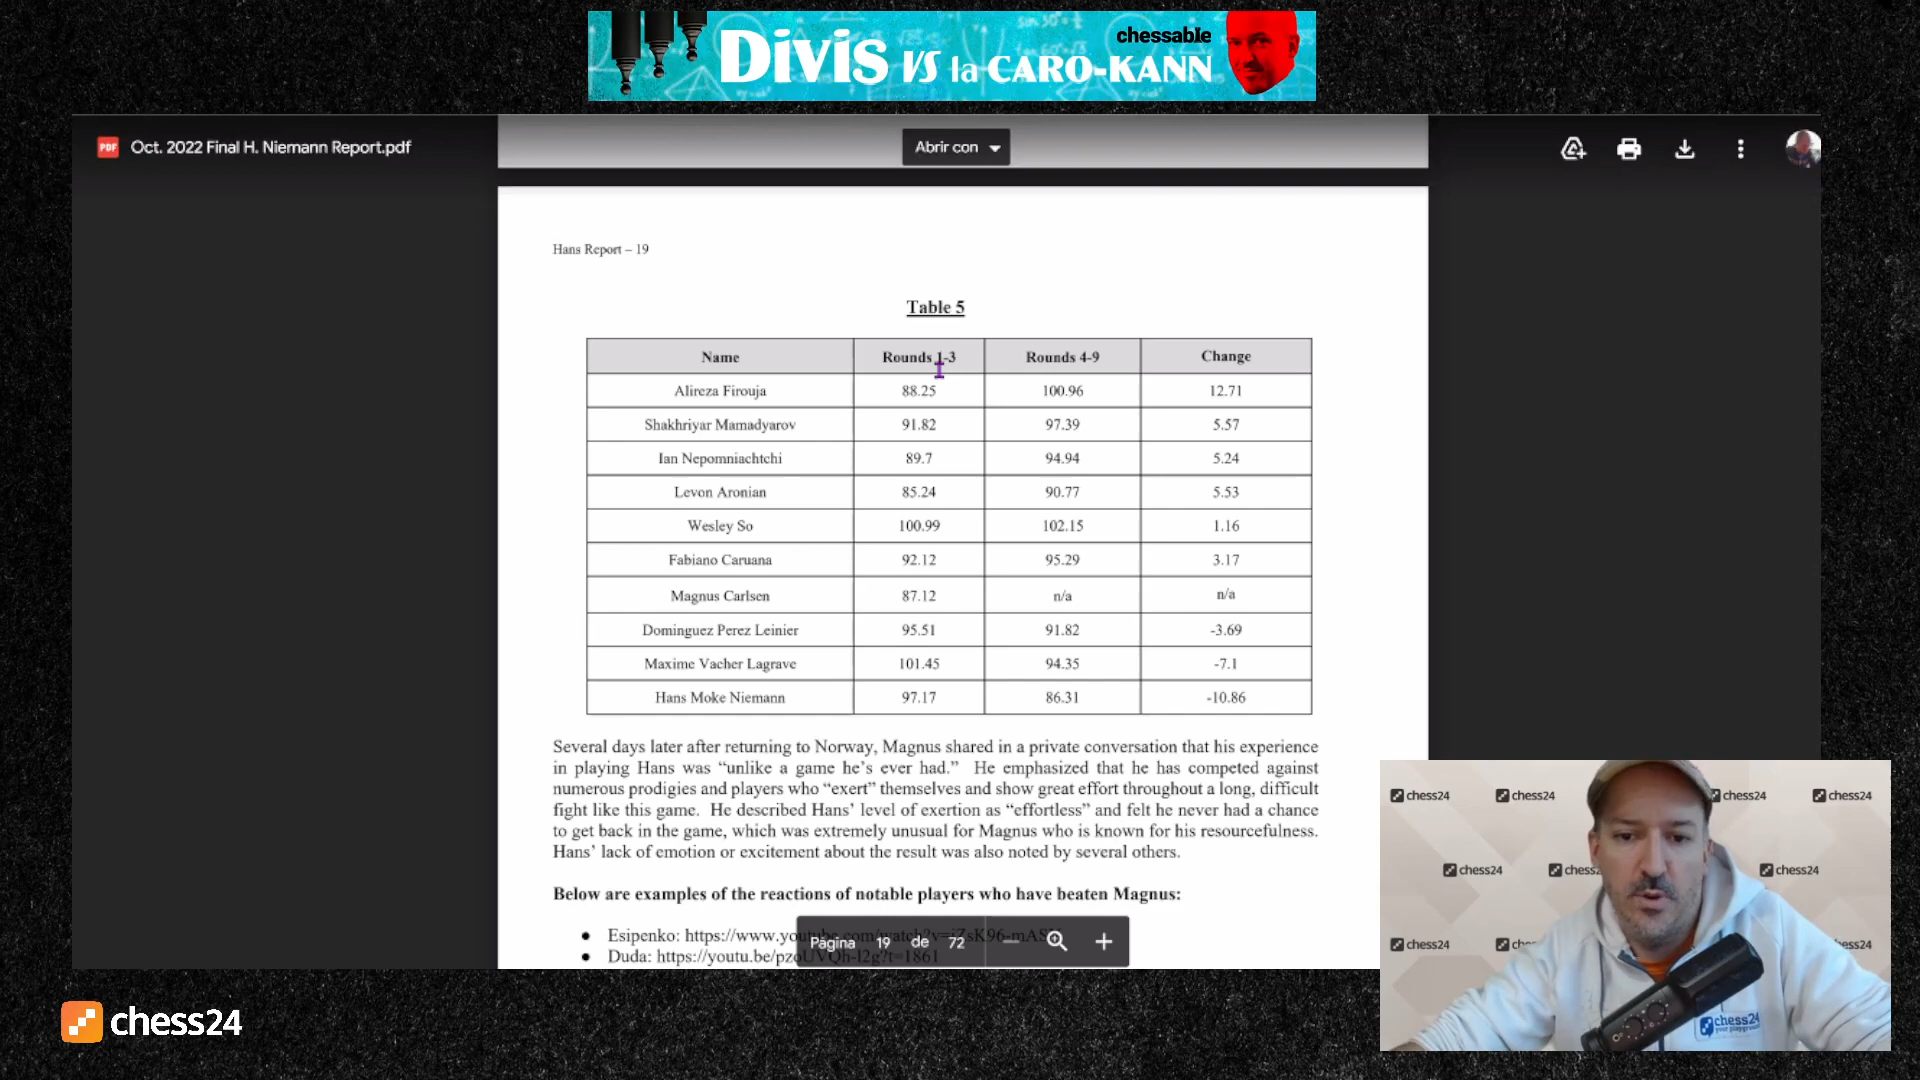 chessable
Divis vs la CARO-KANN
PDF Oct. 2022 Final H. Niemann Report.pdf
Abrir con
Hans Report – 19
Table 5
Name Rounds 1-3 Rounds 4-9 Change
Alireza Firouja 88.25 100.96 12.71
Shakhriyar Mamadyarov 91.82 97.39 5.57
Ian Nepomniachtchi 89.7 94.94 5.24
Levon Aronian 85.24 90.77 5.53
Wesley So 100.99 102.15 1.16
Fabiano Caruana 92.12 95.29 3.17
Magnus Carlsen 87.12 n/a n/a
Dominguez Perez Leinier 95.51 91.82 -3.69
Maxime Vacher Lagrave 101.45 94.35 -7.1
Hans Moke Niemann 97.17 86.31 -10.86
Several days later after returning to Norway, Magnus shared in a private conversation that his experience
in playing Hans was “unlike a game he’s ever had.” He emphasized that he has competed against
numerous prodigies and players who “exert” themselves and show great effort throughout a long, difficult
fight like this game. He described Hans’ level of exertion as “effortless” and felt he never had a chance
to get back in the game, which was extremely unusual for Magnus who is known for his resourcefulness.
Hans’ lack of emotion or excitement about the result was also noted by several others.
Below are examples of the reactions of notable players who have beaten Magnus:
• Esipenko:
• Duda:
Página 19 de 72
chess24 chess24 chess24 chess24
chess24 chess24
chess24
chess24
chess24